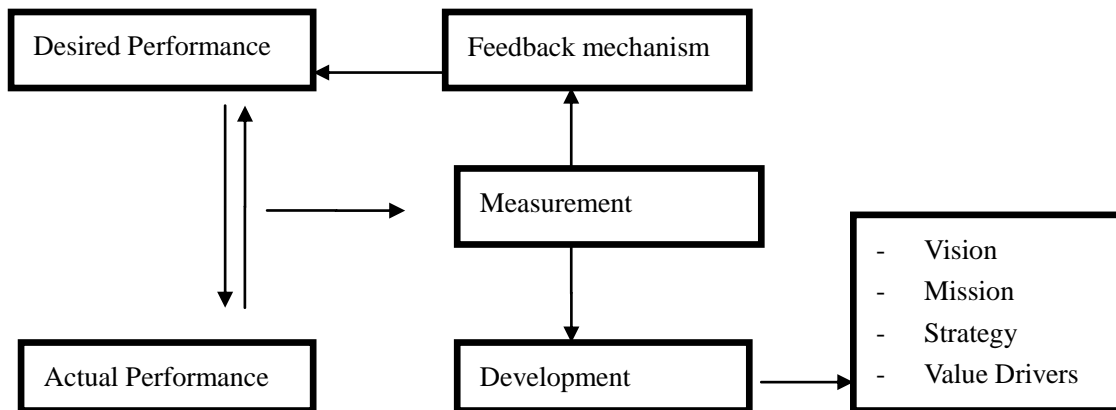 Desired Performance
Feedback mechanism
Measurement
- Vision
- Mission
- Strategy
- Value Drivers
Actual Performance
Development